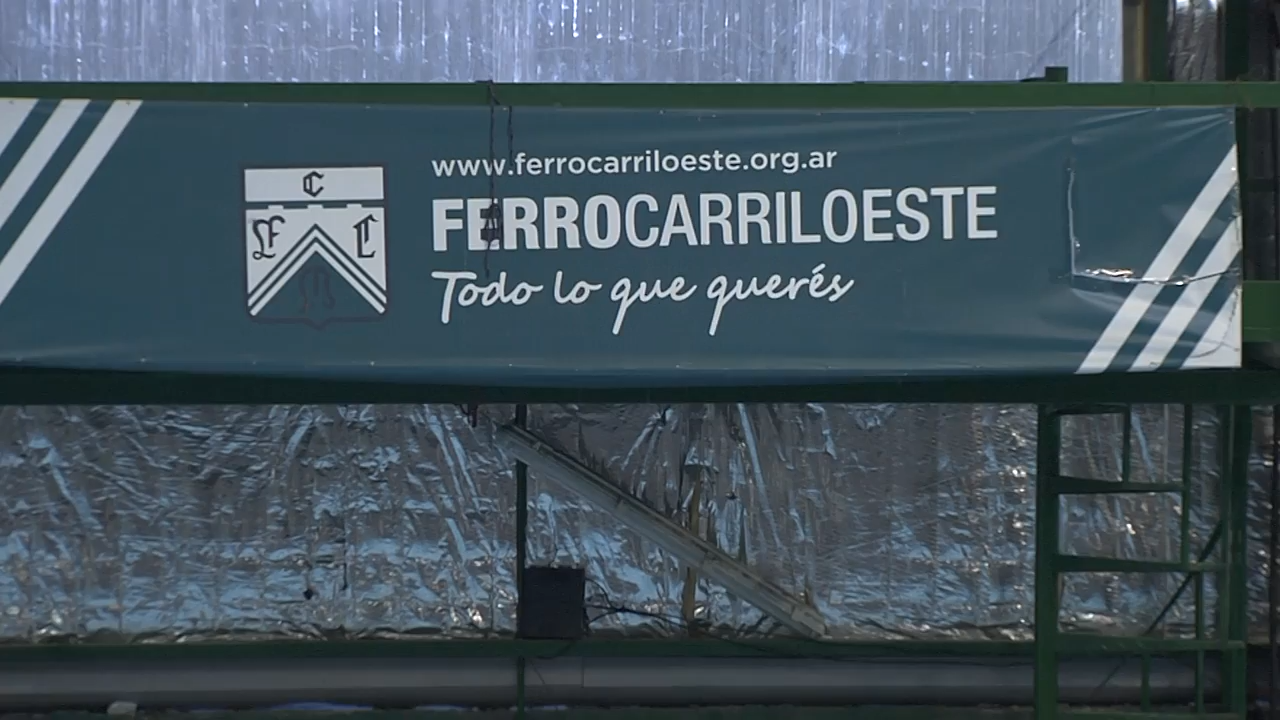 www.ferrocarriloeste.org.ar
FERROCARRILOESTE
Todo lo que querés
C
F C